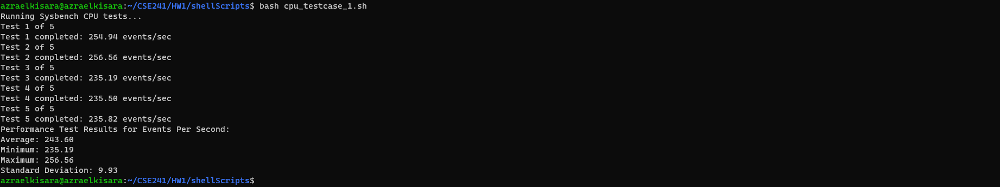 azraelkisara@azraelkisara:~/CSE241/HW1/shellScripts$ bash cpu_testcase_1.sh
Running Sysbench CPU tests...
Test 1 of 5
Test 1 completed: 254.94 events/sec
Test 2 of 5
Test 2 completed: 256.56 events/sec
Test 3 of 5
Test 3 completed: 235.19 events/sec
Test 4 of 5
Test 4 completed: 235.50 events/sec
Test 5 of 5
Test 5 completed: 235.82 events/sec
Performance Test Results for Events Per Second:
Average: 243.60
Minimum: 235.19
Maximum: 256.56
Standard Deviation: 9.93
azraelkisara@azraelkisara:~/CSE241/HW1/shellScripts$